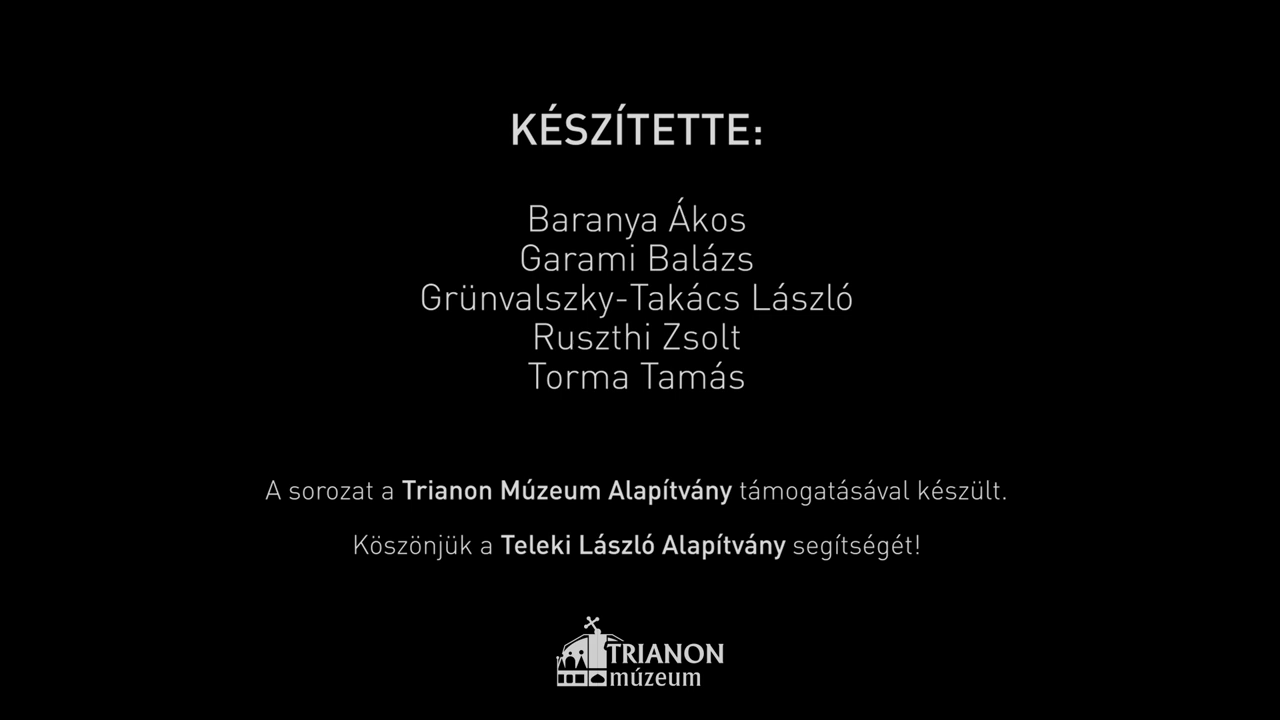 KÉSZÍTETTE:
Baranya Ákos
Garami Balázs
Grünvalszky-Takács László
Ruszthi Zsolt
Torma Tamás
A sorozat a Trianon Múzeum Alapítvány támogatásával készült.
Köszönjük a Teleki László Alapítvány segítségét!
TRIANON
múzeum